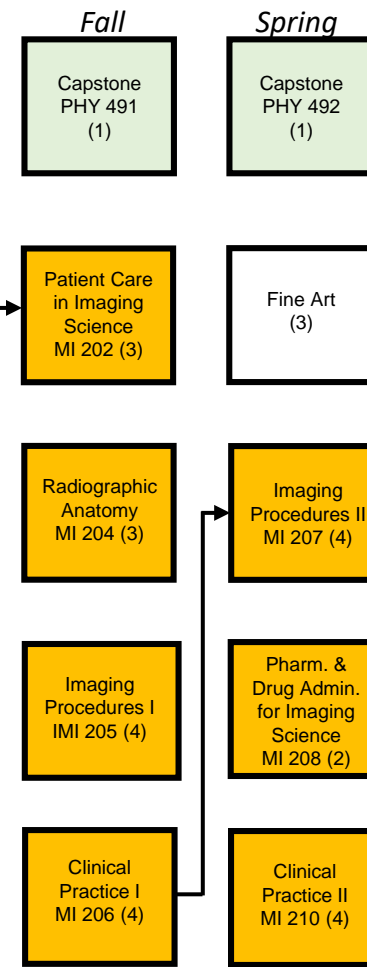 Fall
Spring
Capstone
PHY 491
(1)
Capstone
PHY 492
(1)
Patient Care
in Imaging
Science
MI 202 (3)
Fine Art
(3)
Radiographic
Anatomy
MI 204 (3)
Imaging
Procedures II
MI 207 (4)
Imaging
Procedures I
IMI 205 (4)
Pharm. &
Drug Admin.
for Imaging
Science
MI 208 (2)
Clinical
Practice I
MI 206 (4)
Clinical
Practice II
MI 210 (4)